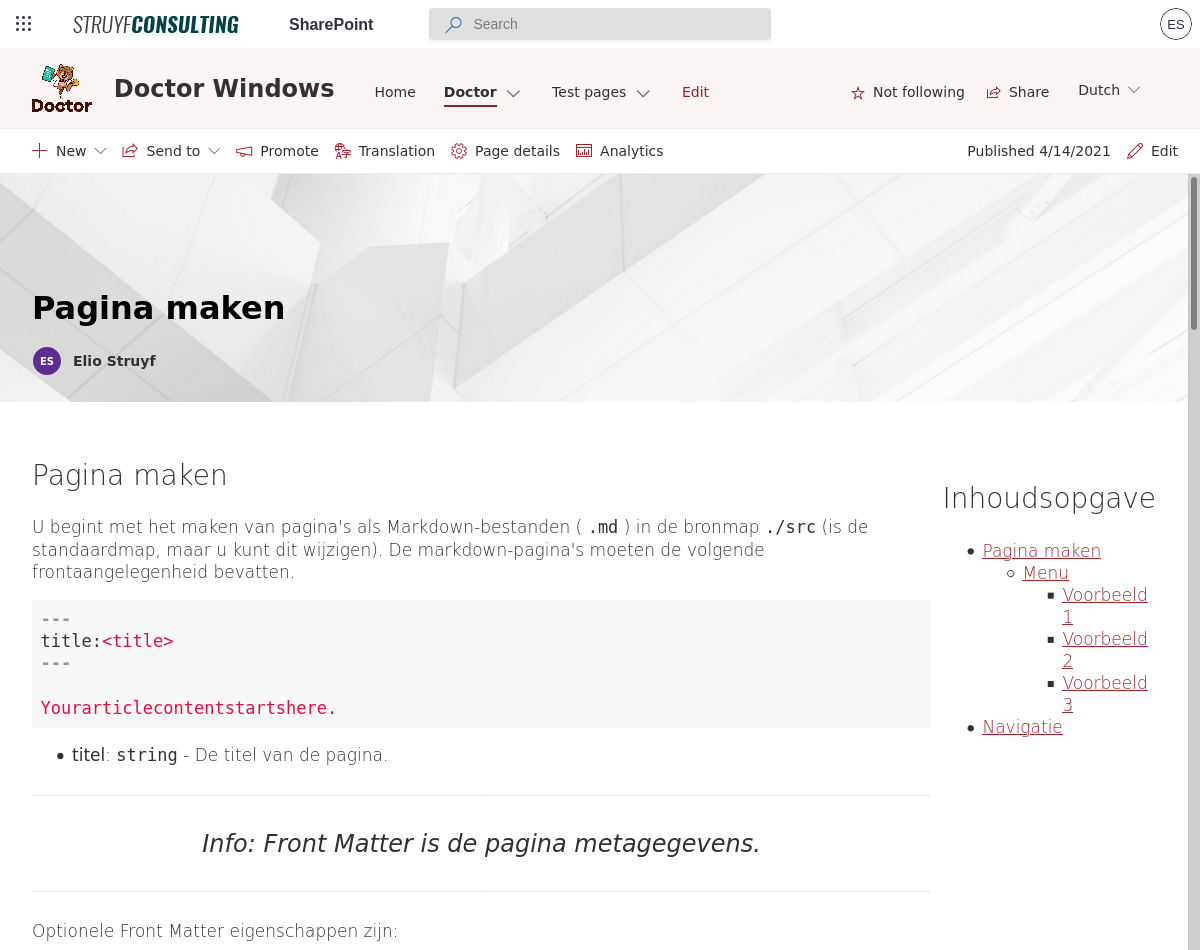 STRUYFCONSULTING SharePoint Search ES
Doctor Doctor Windows Home Doctor Test pages Edit Not following Share Dutch
New Send to Promote Translation Page details Analytics Published 4/14/2021 Edit
Pagina maken
ES Elio Struyf
Pagina maken
U begint met het maken van pagina's als Markdown-bestanden ( .md ) in de bronmap ./src (is de
standaardmap, maar u kunt dit wijzigen). De markdown-pagina's moeten de volgende
frontaangelegenheid bevatten.
---
title:<title>
---
Yourarticlecontentstartshere.
titel: string - De titel van de pagina.
Info: Front Matter is de pagina metagegevens.
Optionele Front Matter eigenschappen zijn:
Inhoudsopgave
Pagina maken
Menu
Voorbeeld
1
Voorbeeld
2
Voorbeeld
3
Navigatie